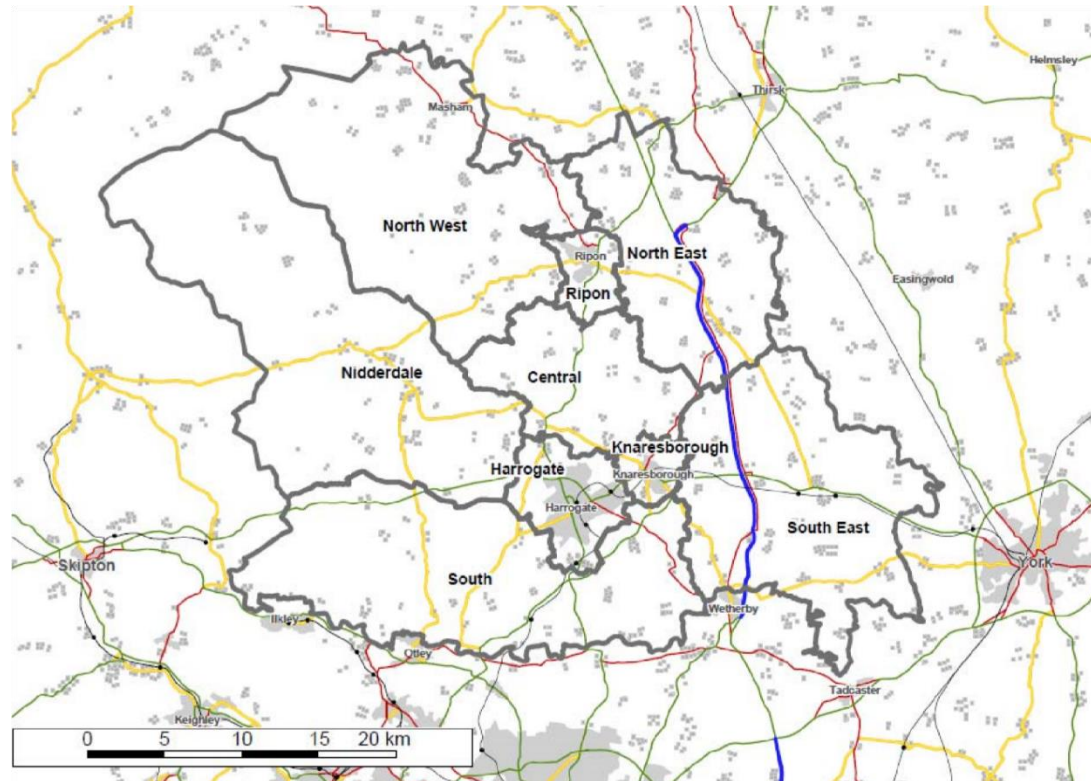 Helmsley
Thirsk
Masham
North West
North East
Ripon
Easingwold
Ripon
Nidderdale
Central
Knaresborough
Harrogate
Knaresborough
Harrogate
South East
Skipton
York
South
Wetherby
Ilkley
Otley
Tadcaster
Keighley
0 5 10 15 20 km